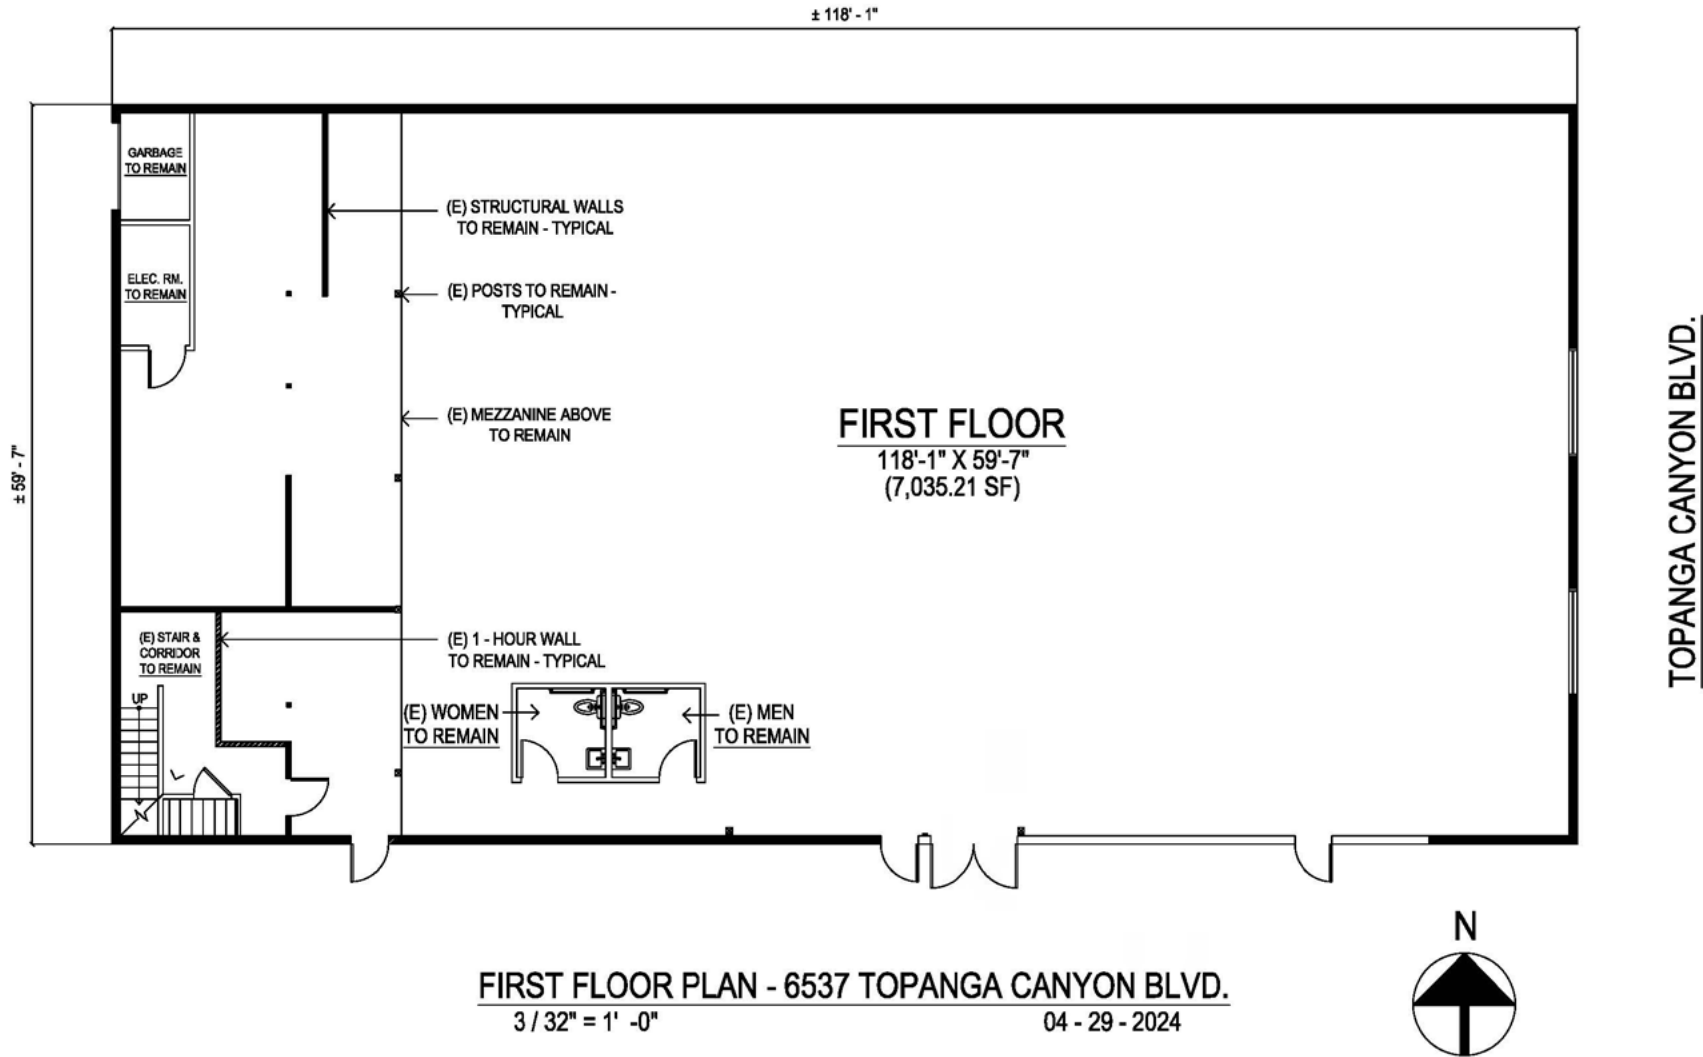 ± 118' - 1"
GARBAGE
TO REMAIN
(E) STRUCTURAL WALLS
TO REMAIN - TYPICAL
ELEC. RM.
TO REMAIN
(E) POSTS TO REMAIN -
TYPICAL
(E) MEZZANINE ABOVE
TO REMAIN
FIRST FLOOR
118'-1" X 59'-7"
(7,035.21 SF)
± 59' - 7"
TOPANGA CANYON BLVD.
(E) STAIR &
CORRIDOR
TO REMAIN
(E) 1 - HOUR WALL
TO REMAIN - TYPICAL
UP
(E) WOMEN
TO REMAIN
(E) MEN
TO REMAIN
N
FIRST FLOOR PLAN - 6537 TOPANGA CANYON BLVD.
3 / 32" = 1' -0"
04 - 29 - 2024